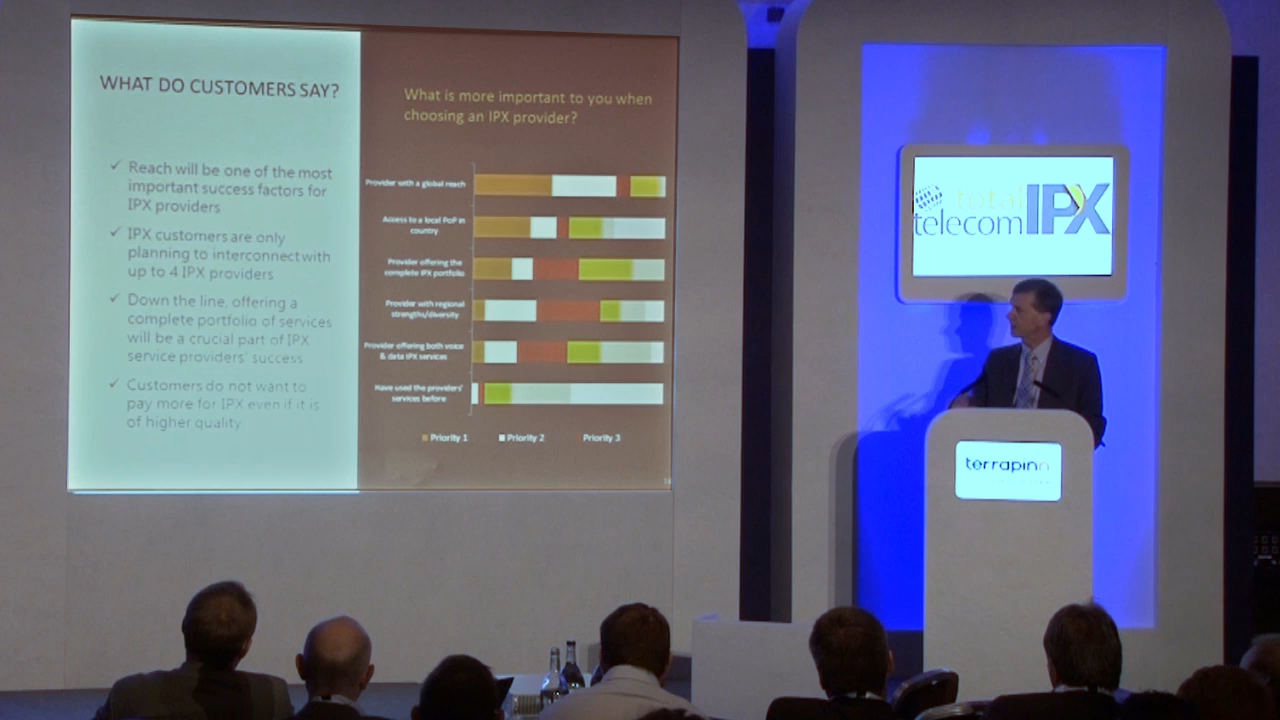 WHAT DO CUSTOMERS SAY?
✓ Reach will be one of the most
important success factors for
IPX providers
✓ IPX customers are only
planning to interconnect with
up to 4 IPX providers
✓ Down the line, offering a
complete portfolio of services
will be a crucial part of IPX
service providers' success
✓ Customers do not want to
pay more for IPX even if it is
of higher quality
What is more important to you when
choosing an IPX provider?
Provider with a global reach
Access to a local PoP in
country
Provider offering the
complete IPX portfolio
Provider with regional
strengths/diversity
Provider offering both voice
& data IPX services
Have used the providers'
services before
Priority 1 Priority 2 Priority 3
total
telecom IPX
terrapinn